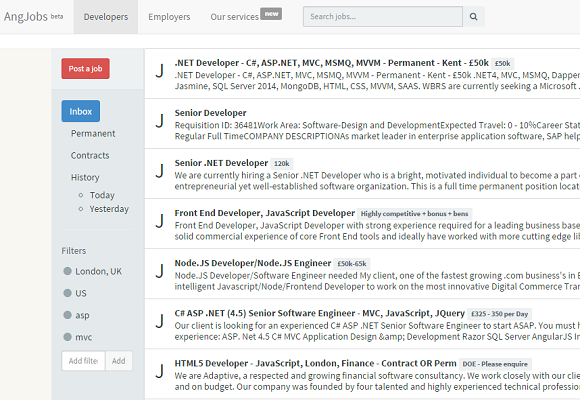 AngJobs beta Developers Employers Our services new Search jobs...
Post a job
Inbox
Permanent
Contracts
History
Today
Yesterday
Filters
London, UK
US
asp
mvc
Add filte Add
J
.NET Developer - C#, ASP.NET, MVC, MSMQ, MVVM - Permanent - Kent - £50k £50k
.NET Developer - C#, ASP.NET, MVC, MSMQ, MVVM - Permanent - Kent - £50k .NET4, MVC, MSMQ, Dapper
Jasmine, SQL Server 2014, MongoDB, HTML, CSS, MVVM, SAAS. WBRS are currently seeking a Microsoft .
J
Senior Developer
Requisition ID: 36481Work Area: Software-Design and DevelopmentExpected Travel: 0 - 10%Career Stat
Regular Full TimeCOMPANY DESCRIPTIONAs market leader in enterprise application software, SAP help
J
Senior .NET Developer 120k
We are currently hiring a Senior .NET Developer who is a bright, motivated individual to become a part o
entrepreneurial yet well-established software organization. This is a full time permanent position locat
J
Front End Developer, JavaScript Developer Highly competitive + bonus + bens
Front End Developer, JavaScript Developer with strong experience required for a leading business base
solid commercial experience of core Front End tools and ideally have worked with more cutting edge lib
J
Node.JS Developer/Node.JS Engineer £50k-65k
Node.JS Developer/Software Engineer needed My client, one of the fastest growing .com business's in E
intelligent Javascript/Node/Frontend Developer to work on the most innovative Digital Commerce Tran
J
C# ASP .NET (4.5) Senior Software Engineer - MVC, JavaScript, JQuery £325 - 350 per Day
Our client is looking for an experienced C# ASP .NET Senior Software Engineer to start ASAP. You must h
experience: ASP. Net 4.5 C# MVC Application Design &amp; Development Razor SQL Server AngularJS In
J
HTML5 Developer - JavaScript, London, Finance - Contract OR Perm DOE - Please enquire
We are Adaptive, a respected and growing financial software consultancy. We work closely with our clie
and on budget. Our company was founded by four talented and highly experienced technical professio